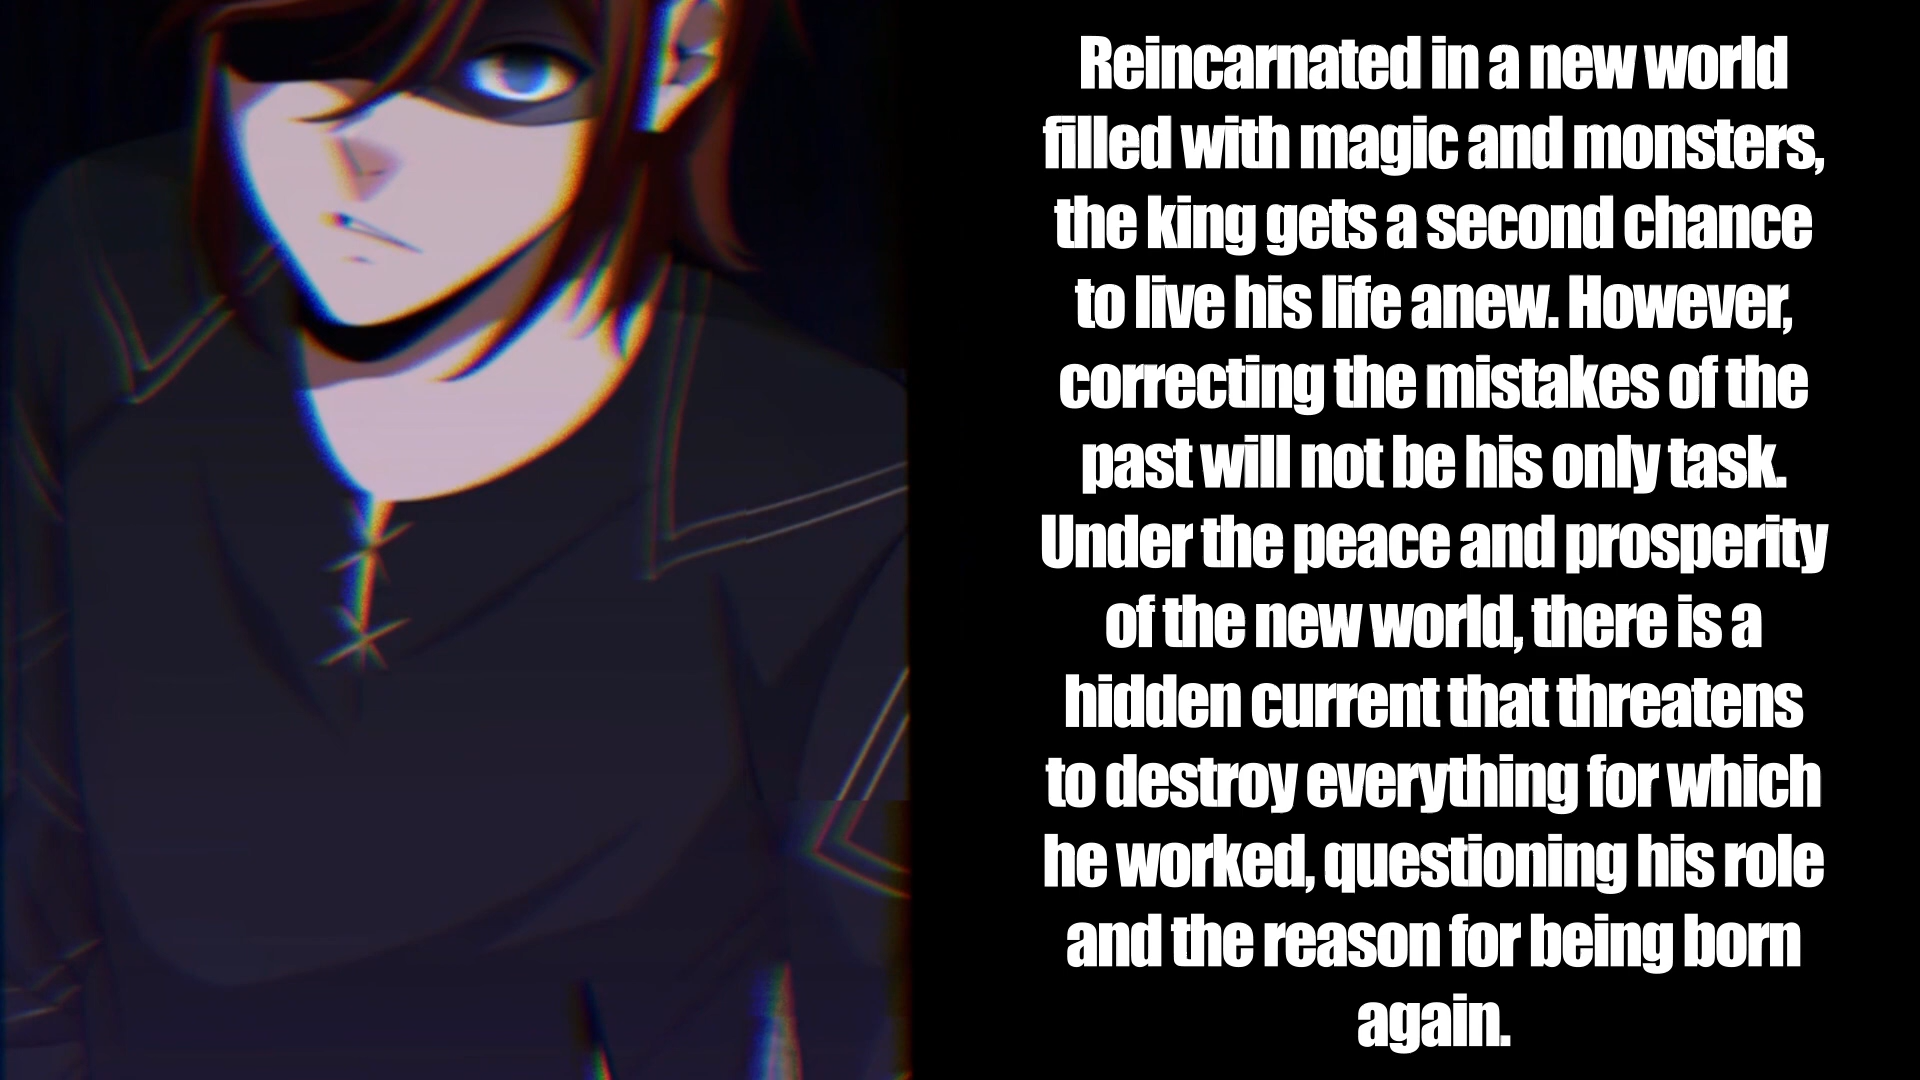 Reincarnated in a new world
filled with magic and monsters,
the king gets a second chance
to live his life anew. However,
correcting the mistakes of the
past will not be his only task.
Under the peace and prosperity
of the new world, there is a
hidden current that threatens
to destroy everything for which
he worked, questioning his role
and the reason for being born
again.